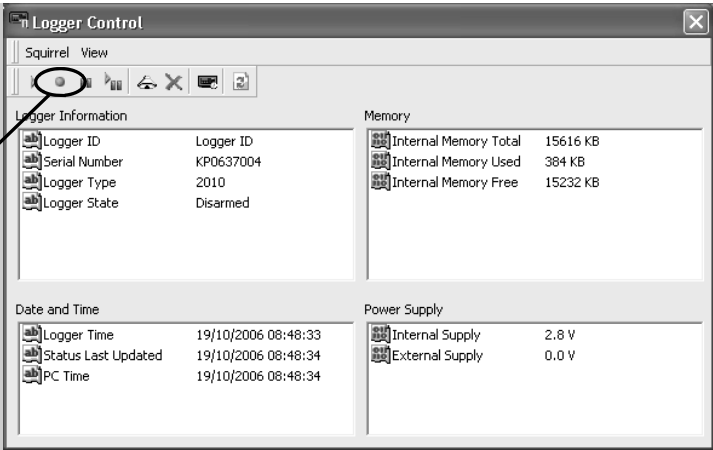 Logger Control
Squirrel View
Logger Information
Logger ID Logger ID
Serial Number KP0637004
Logger Type 2010
Logger State Disarmed
Memory
Internal Memory Total 15616 KB
Internal Memory Used 384 KB
Internal Memory Free 15232 KB
Date and Time
Logger Time 19/10/2006 08:48:33
Status Last Updated 19/10/2006 08:48:34
PC Time 19/10/2006 08:48:34
Power Supply
Internal Supply 2.8 V
External Supply 0.0 V